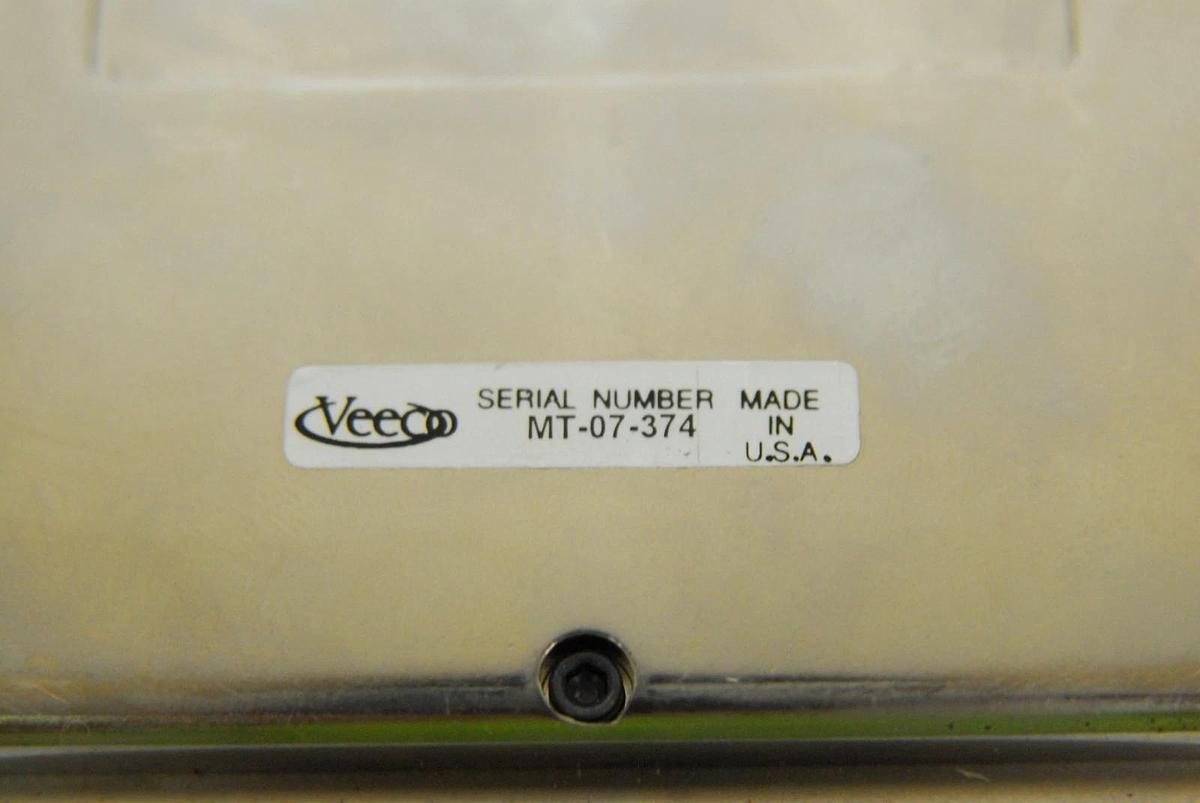 Veeco
SERIAL NUMBER
MT-07-374
MADE
IN
U.S.A.